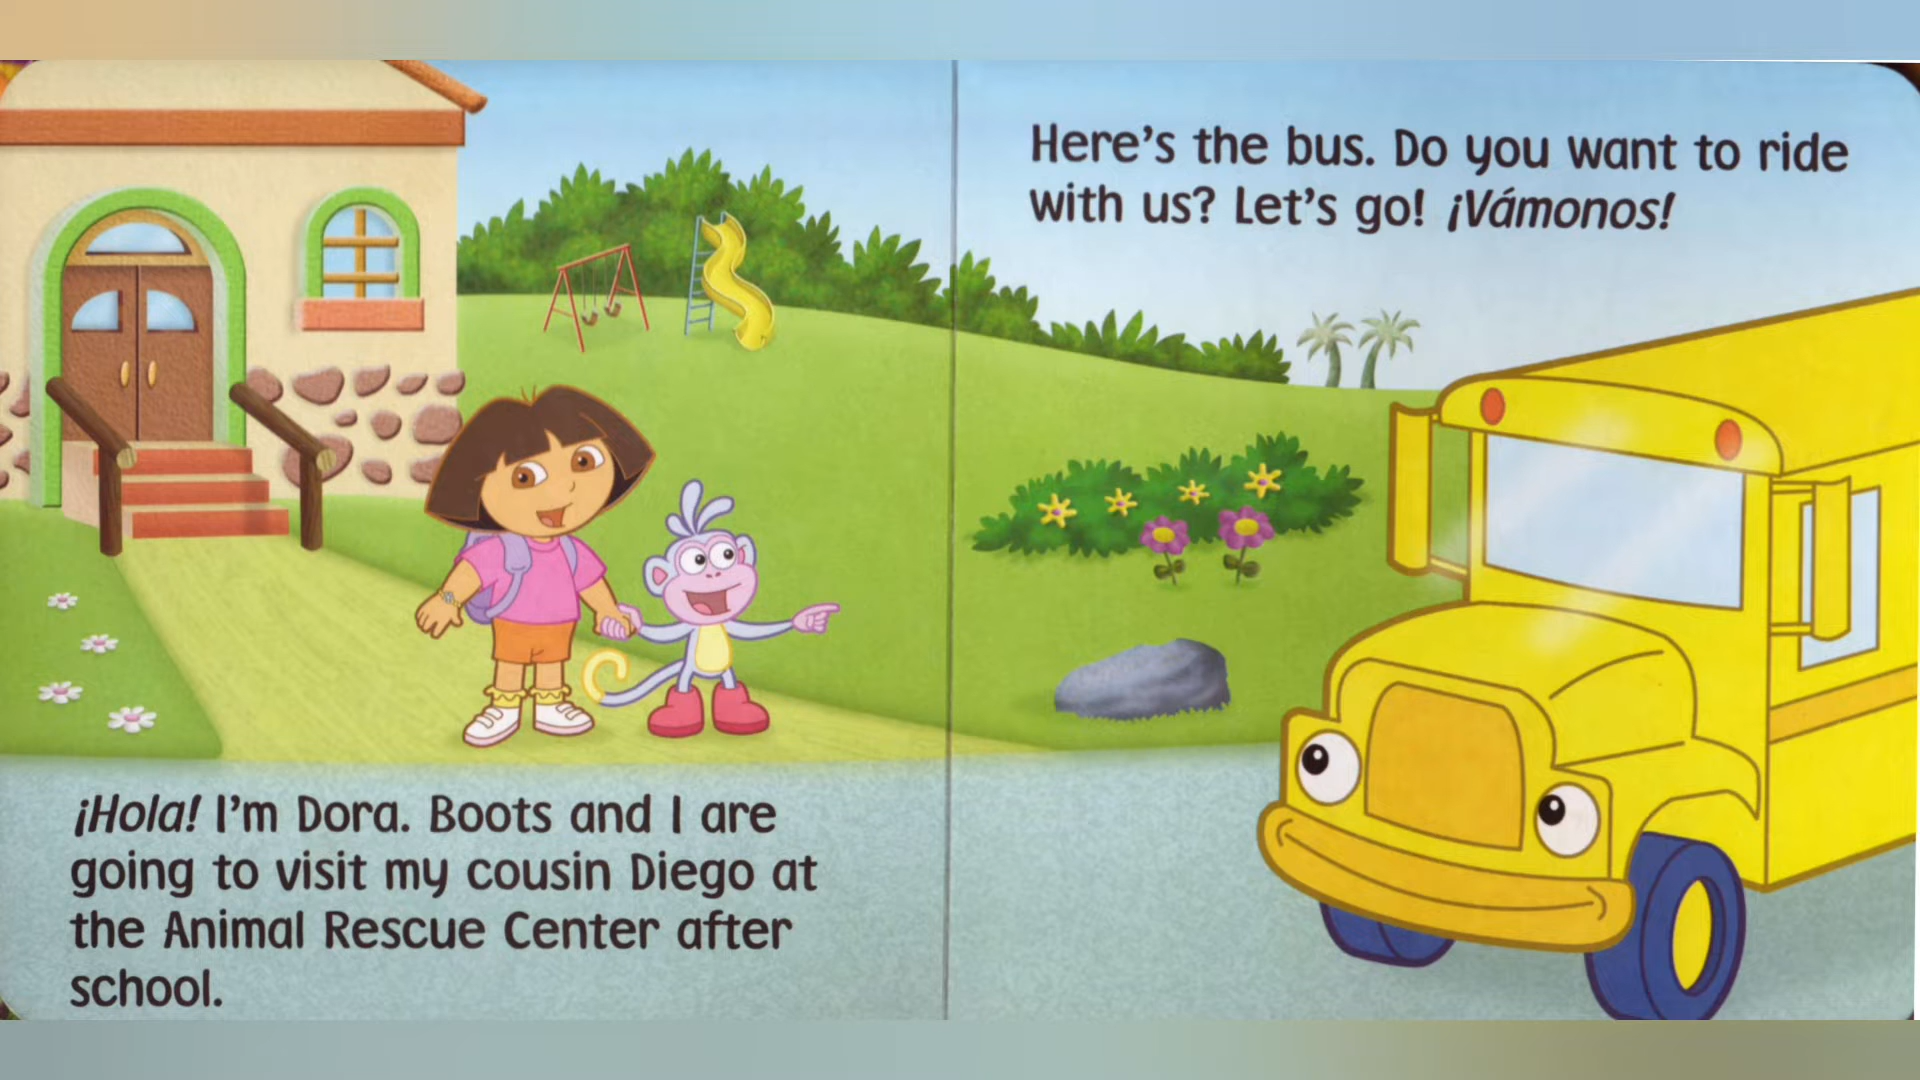 ¡Hola! I'm Dora. Boots and I are
going to visit my cousin Diego at
the Animal Rescue Center after
school.
Here's the bus. Do you want to ride
with us? Let's go! ¡Vámonos!